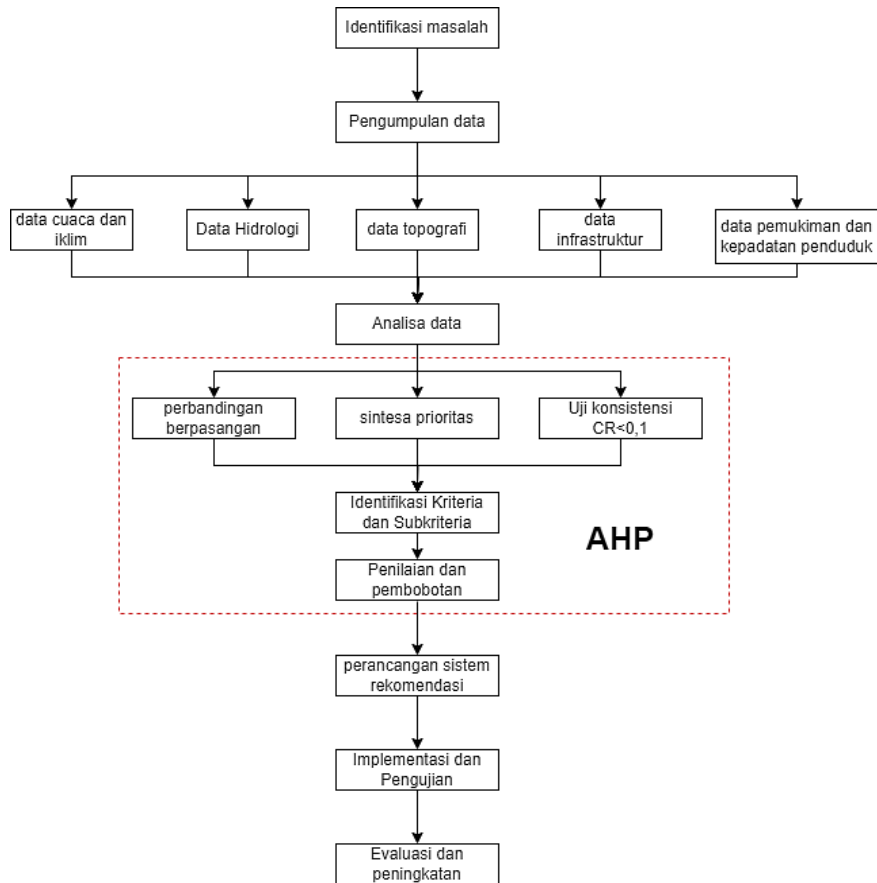 Identifikasi masalah
Pengumpulan data
data cuaca dan
iklim
Data Hidrologi
data topografi
data
infrastruktur
data pemukiman dan
kepadatan penduduk
Analisa data
perbandingan
berpasangan
sintesa prioritas
Uji konsistensi
CR<0,1
Identifikasi Kriteria
dan Subkriteria
AHP
Penilaian dan
pembobotan
perancangan sistem
rekomendasi
Implementasi dan
Pengujian
Evaluasi dan
peningkatan